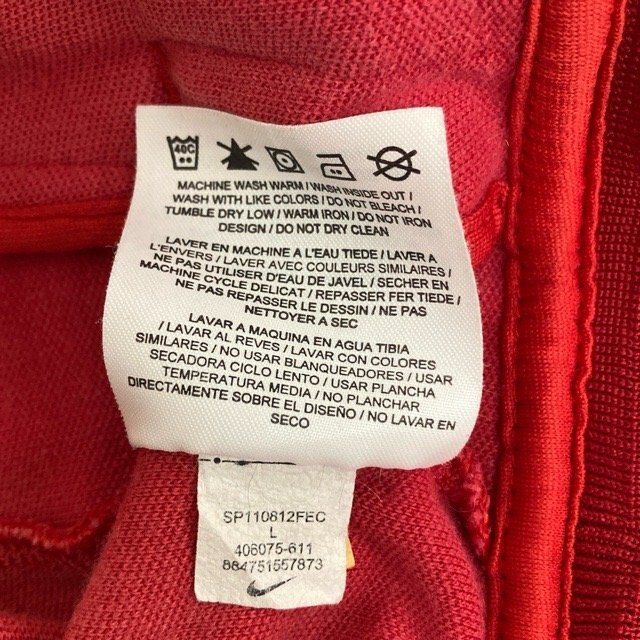 40C
MACHINE WASH WARM / WASH INSIDE OUT /
WASH WITH LIKE COLORS / DO NOT BLEACH /
TUMBLE DRY LOW / WARM IRON / DO NOT IRON
DESIGN / DO NOT DRY CLEAN
LAVER EN MACHINE A L'EAU TIEDE / LAVER A
L'ENVERS / LAVER AVEC COULEURS SIMILAIRES /
NE PAS UTILISER D'EAU DE JAVEL / SECHER EN
MACHINE CYCLE DELICAT / REPASSER FER TIEDE /
NE PAS REPASSER LE DESSIN / NE PAS
NETTOYER A SEC
LAVAR A MAQUINA EN AGUA TIBIA
/ LAVAR AL REVES / LAVAR CON COLORES
SIMILARES / NO USAR BLANQUEADORES / USAR
SECADORA CICLO LENTO / USAR PLANCHA
TEMPERATURA MEDIA / NO PLANCHAR
DIRECTAMENTE SOBRE EL DISEÑO / NO LAVAR EN
SECO
SP110812FEC
L
406075-611
884751557873